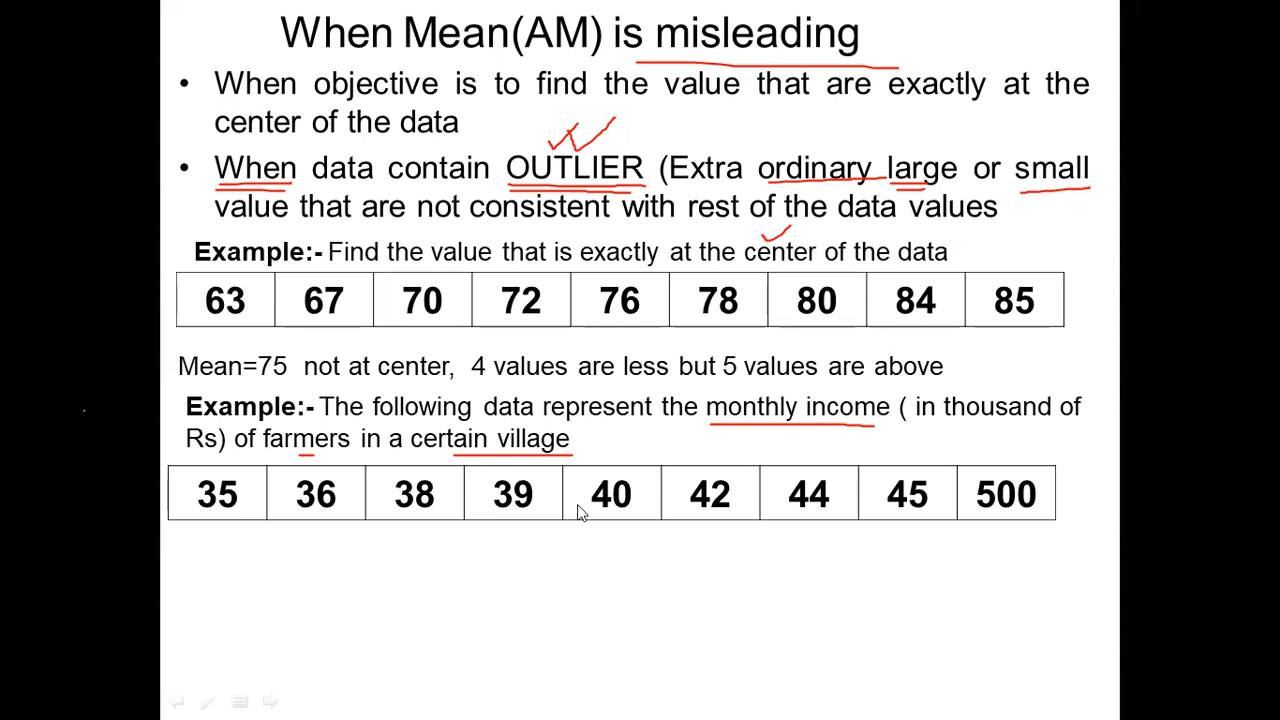 When Mean(AM) is misleading
• When objective is to find the value that are exactly at the
center of the data
• When data contain OUTLIER (Extra ordinary large or small
value that are not consistent with rest of the data values
Example:- Find the value that is exactly at the center of the data
63 67 70 72 76 78 80 84 85
Mean=75 not at center, 4 values are less but 5 values are above
Example:- The following data represent the monthly income ( in thousand of
Rs) of farmers in a certain village
35 36 38 39 40 42 44 45 500